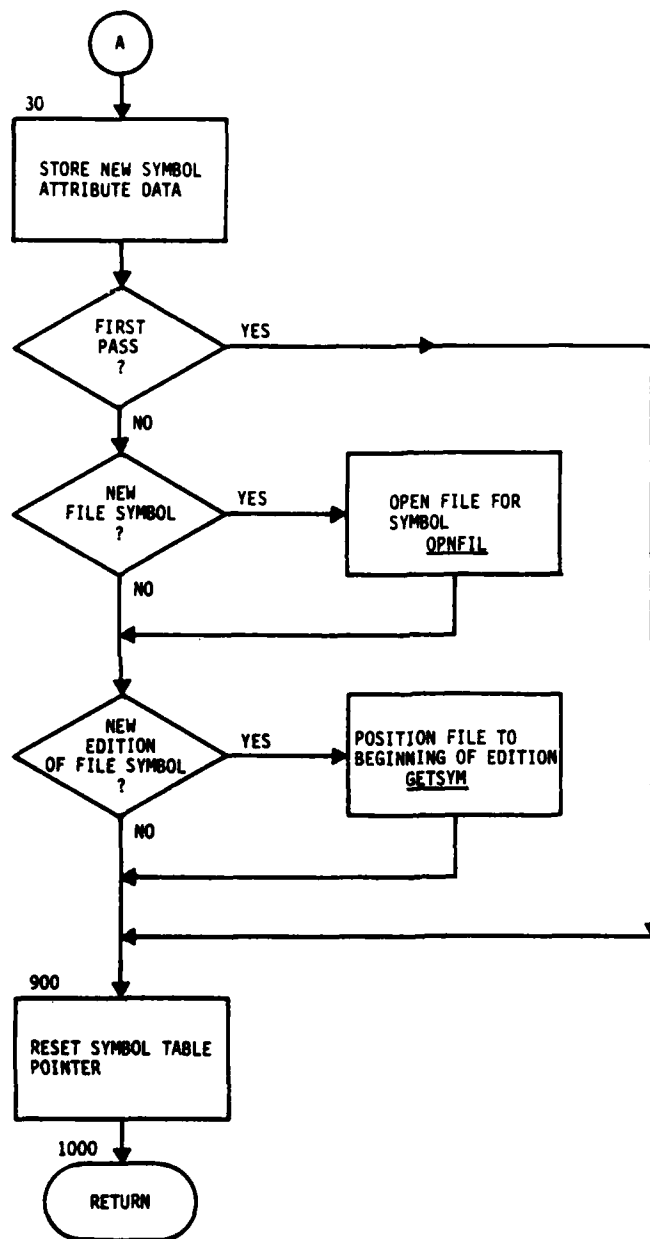 A
30
STORE NEW SYMBOL
ATTRIBUTE DATA
FIRST
PASS
?
YES
NO
NEW
FILE SYMBOL
?
YES
NO
OPEN FILE FOR
SYMBOL
OPNFIL
NEW
EDITION
OF FILE SYMBOL
?
YES
NO
POSITION FILE TO
BEGINNING OF EDITION
GETSYM
900
RESET SYMBOL TABLE
POINTER
1000
RETURN